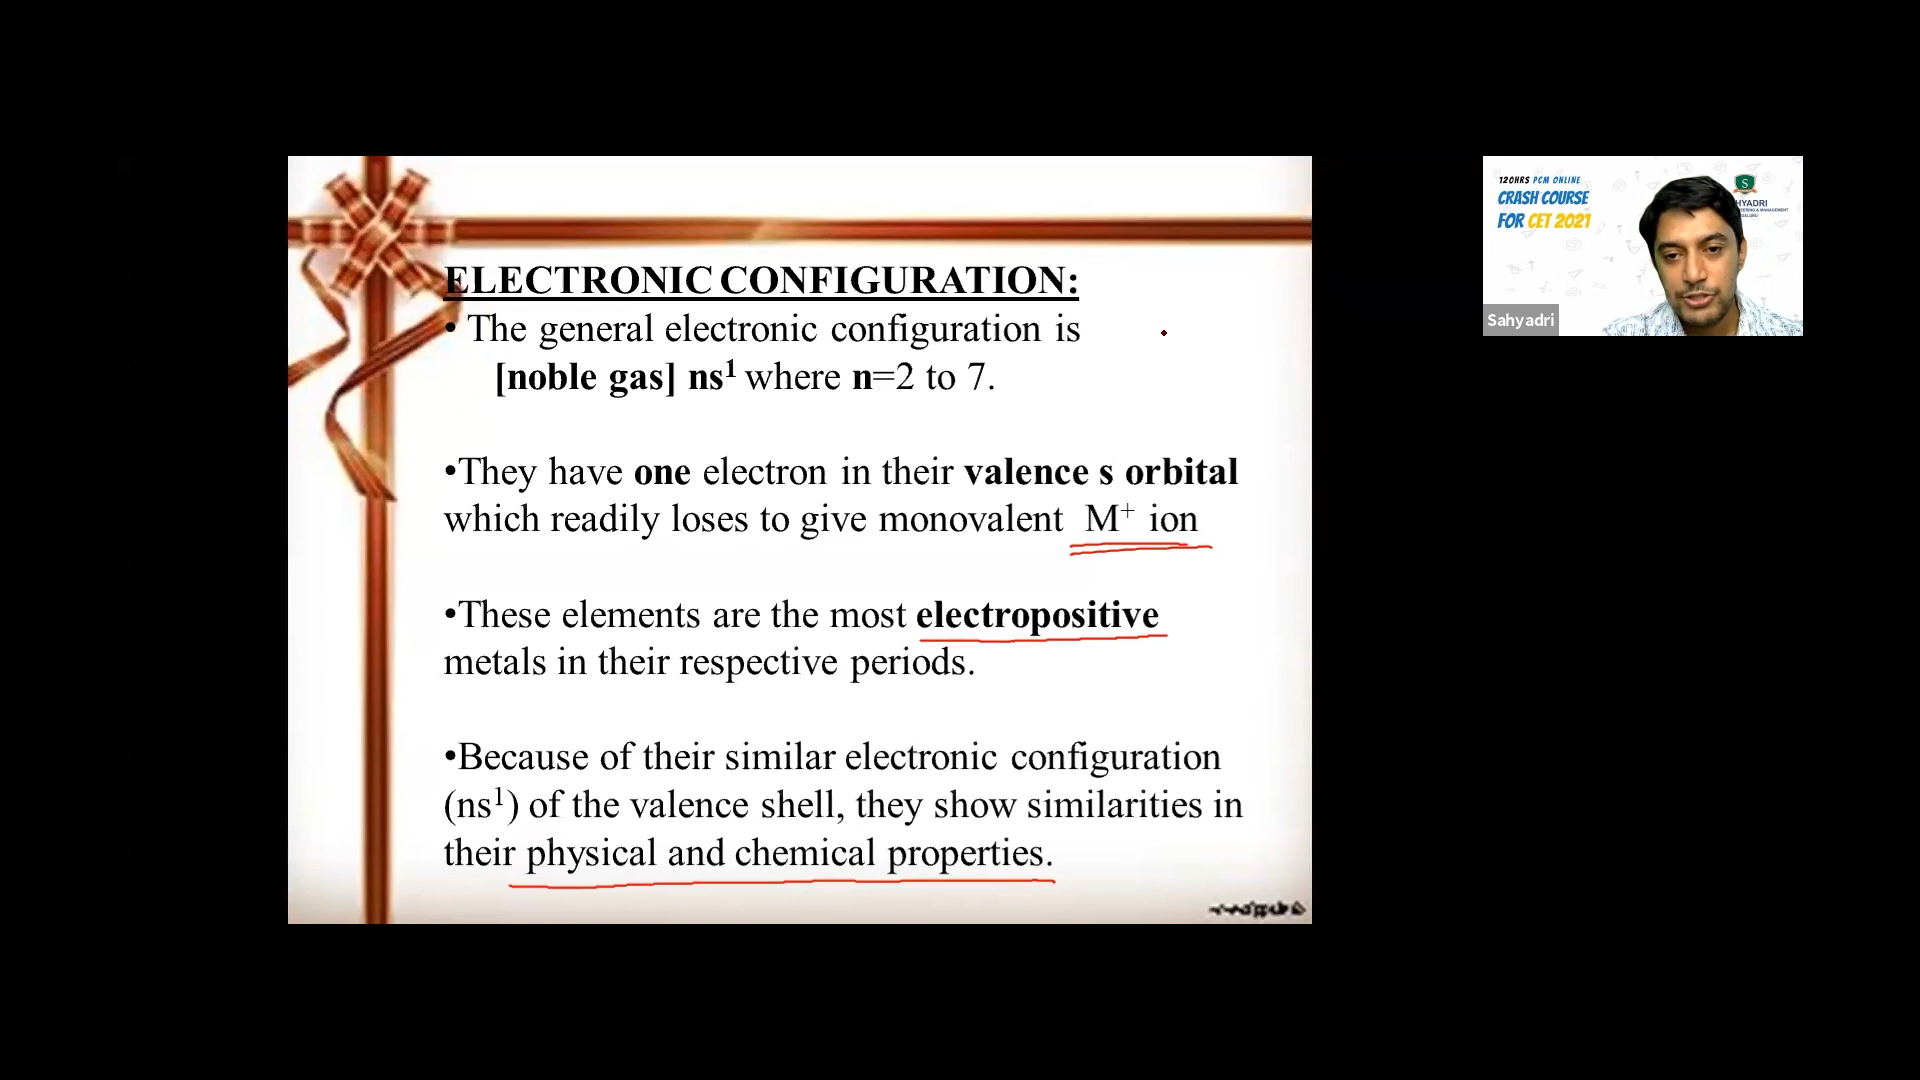 ELECTRONIC CONFIGURATION:
• The general electronic configuration is
[noble gas] ns¹ where n=2 to 7.
•They have one electron in their valence s orbital
which readily loses to give monovalent M⁺ ion
•These elements are the most electropositive
metals in their respective periods.
•Because of their similar electronic configuration
(ns¹) of the valence shell, they show similarities in
their physical and chemical properties.
120HRS PCM ONLINE
CRASH COURSE
FOR CET 2021
S
HYADRI
Sahyadri